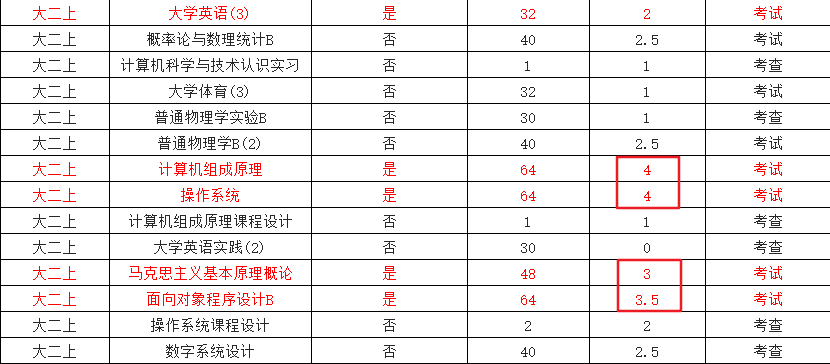 大二上 大学英语(3) 是 32 2 考试
大二上 概率论与数理统计B 否 40 2.5 考试
大二上 计算机科学与技术认识实习 否 1 1 考查
大二上 大学体育(3) 否 32 1 考试
大二上 普通物理学实验B 否 30 1 考查
大二上 普通物理学B(2) 否 40 2.5 考试
大二上 计算机组成原理 是 64 4 考试
大二上 操作系统 是 64 4 考试
大二上 计算机组成原理课程设计 否 1 1 考查
大二上 大学英语实践(2) 否 30 0 考查
大二上 马克思主义基本原理概论 是 48 3 考试
大二上 面向对象程序设计B 是 64 3.5 考试
大二上 操作系统课程设计 否 2 2 考查
大二上 数字系统设计 否 40 2.5 考查